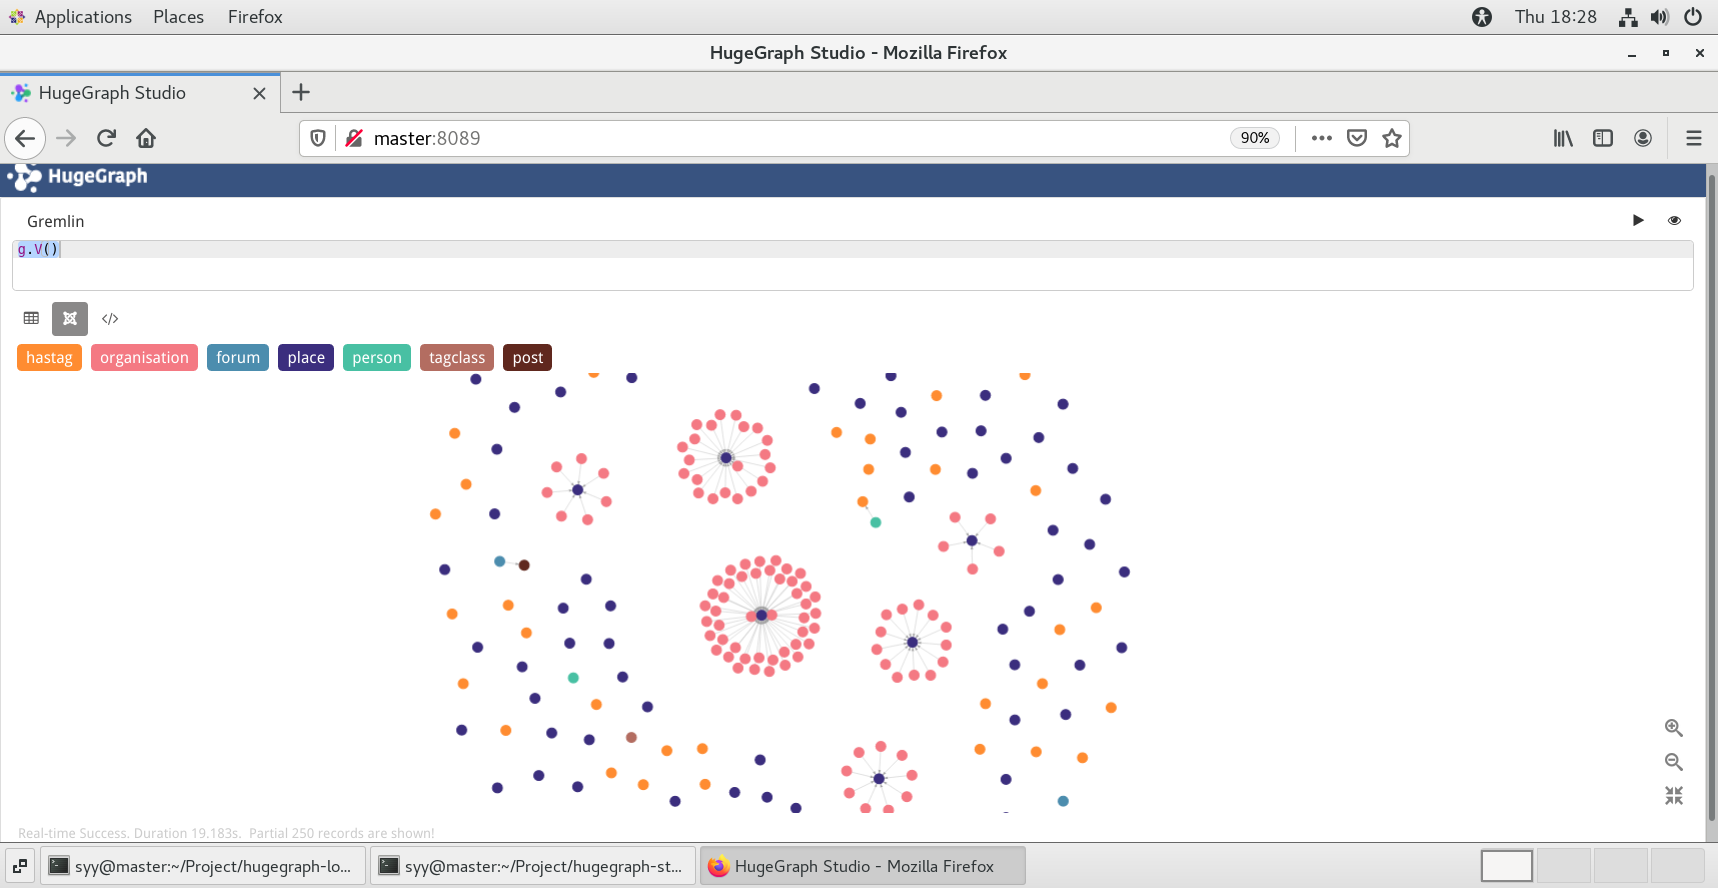 Applications Places Firefox Thu 18:28
HugeGraph Studio - Mozilla Firefox
HugeGraph Studio
master:8089 90%
HugeGraph
Gremlin
g.V()
hastag organisation forum place person tagclass post
Real-time Success. Duration 19.183s. Partial 250 records are shown!
syy@master:~/Project/hugegraph-lo... syy@master:~/Project/hugegraph-st... HugeGraph Studio - Mozilla Firefox